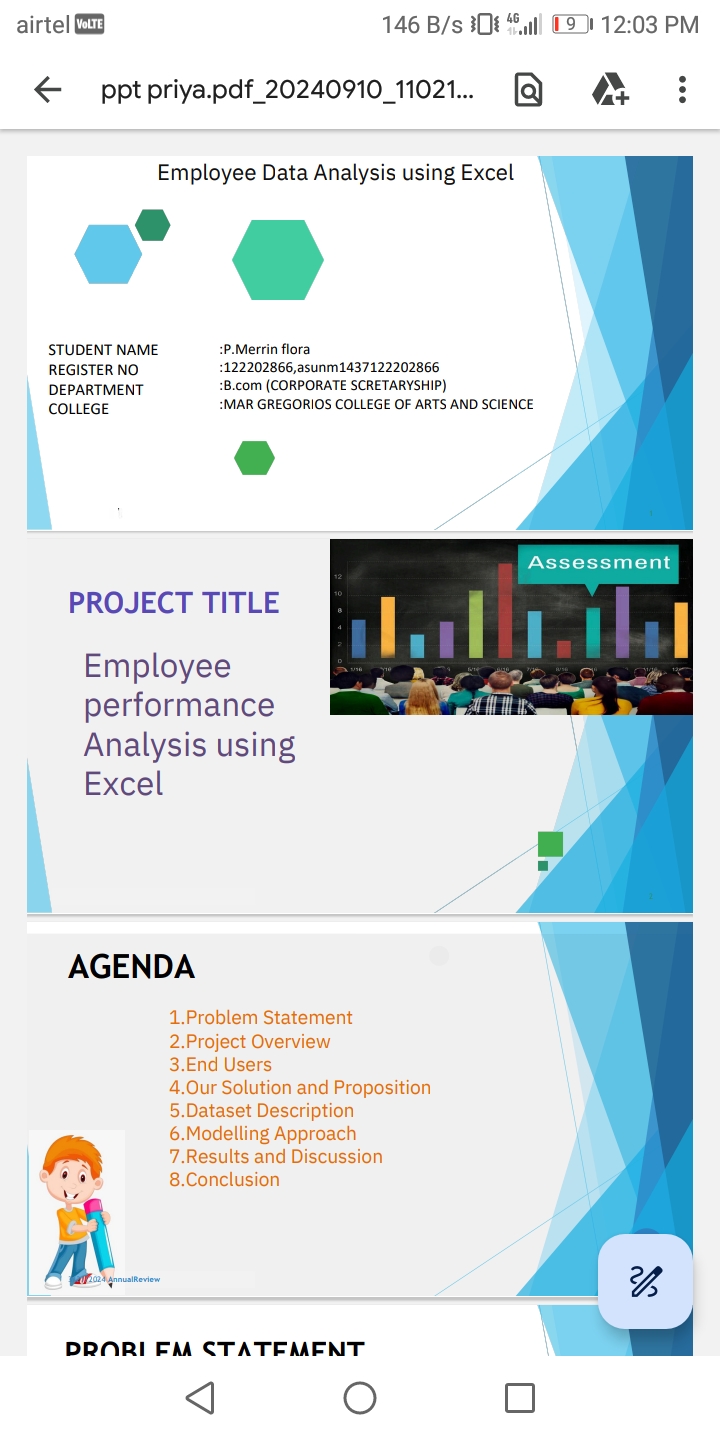 airtel VoLTE 146 B/s 4G 9 12:03 PM
ppt priya.pdf_20240910_11021...
Employee Data Analysis using Excel
STUDENT NAME :P.Merrin flora
REGISTER NO :122202866,asunm1437122202866
DEPARTMENT :B.com (CORPORATE SCRETARYSHIP)
COLLEGE :MAR GREGORIOS COLLEGE OF ARTS AND SCIENCE
Assessment
12
10
8
6
4
2
0
PROJECT TITLE
Employee
performance
Analysis using
Excel
AGENDA
1.Problem Statement
2.Project Overview
3.End Users
4.Our Solution and Proposition
5.Dataset Description
6.Modelling Approach
7.Results and Discussion
8.Conclusion
2024 AnnualReview
PROBLEM STATEMENT